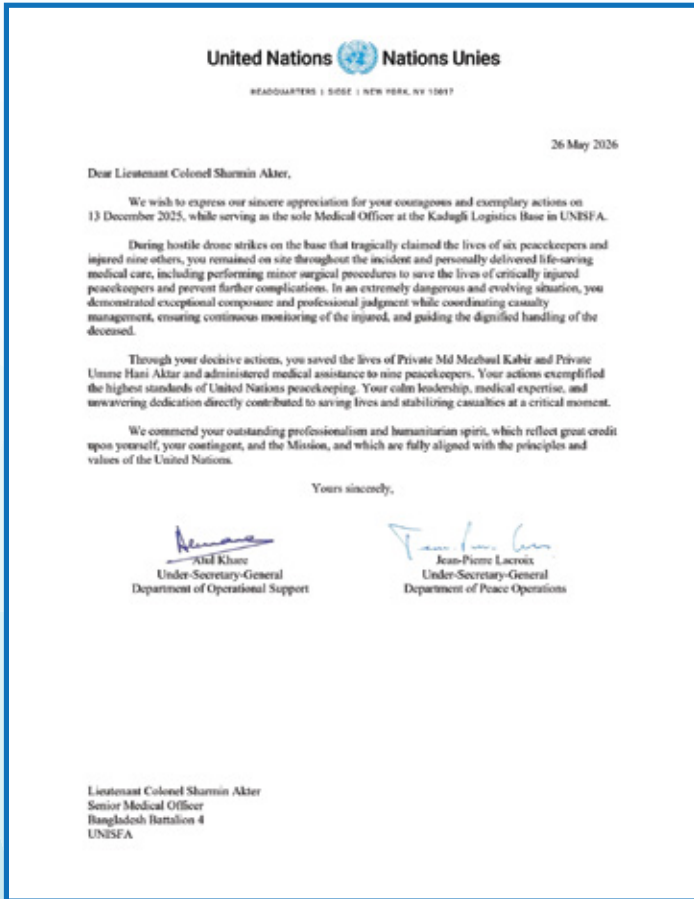 United Nations Nations Unies
HEADQUARTERS | SIEGE | NEW YORK, NY 10017
26 May 2026
Dear Lieutenant Colonel Sharmin Akter,
We wish to express our sincere appreciation for your courageous and exemplary actions on
13 December 2025, while serving as the sole Medical Officer at the Kadugli Logistics Base in UNISFA.
During hostile drone strikes on the base that tragically claimed the lives of six peacekeepers and
injured nine others, you remained on site throughout the incident and personally delivered life-saving
medical care, including performing minor surgical procedures to save the lives of critically injured
peacekeepers and prevent further complications. In an extremely dangerous and evolving situation, you
demonstrated exceptional composure and professional judgment while coordinating casualty
management, ensuring continuous monitoring of the injured, and guiding the dignified handling of the
deceased.
Through your decisive actions, you saved the lives of Private Md Mezbaul Kabir and Private
Umme Hani Aktar and administered medical assistance to nine peacekeepers. Your actions exemplified
the highest standards of United Nations peacekeeping. Your calm leadership, medical expertise, and
unwavering dedication directly contributed to saving lives and stabilizing casualties at a critical moment.
We commend your outstanding professionalism and humanitarian spirit, which reflect great credit
upon yourself, your contingent, and the Mission, and which are fully aligned with the principles and
values of the United Nations.
Yours sincerely,
Atul Khare
Under-Secretary-General
Department of Operational Support
Jean-Pierre Lacroix
Under-Secretary-General
Department of Peace Operations
Lieutenant Colonel Sharmin Akter
Senior Medical Officer
Bangladesh Battalion 4
UNISFA